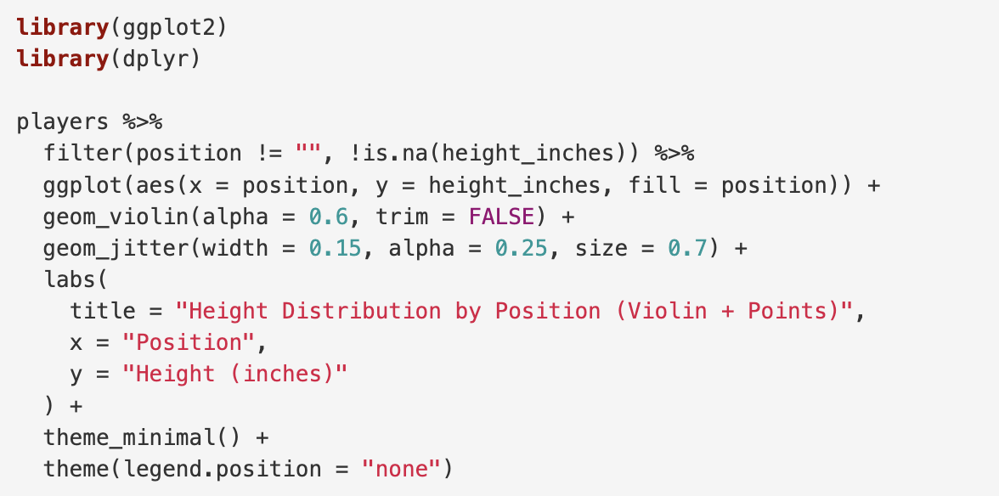 library(ggplot2)
library(dplyr)

players %>%
  filter(position != "", !is.na(height_inches)) %>%
  ggplot(aes(x = position, y = height_inches, fill = position)) +
  geom_violin(alpha = 0.6, trim = FALSE) +
  geom_jitter(width = 0.15, alpha = 0.25, size = 0.7) +
  labs(
    title = "Height Distribution by Position (Violin + Points)",
    x = "Position",
    y = "Height (inches)"
  ) +
  theme_minimal() +
  theme(legend.position = "none")